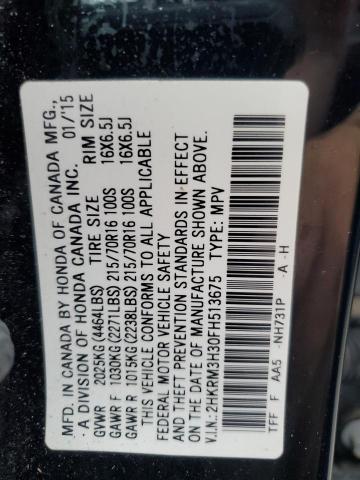 MFD. IN CANADA BY HONDA OF CANADA MFG.,
· A DIVISION OF HONDA CANADA INC. 01/'15
GVWR 2025KG (4464LBS) TIRE SIZE RIM SIZE
GAWR F 1030KG (2271LBS) 215/70R16 100S 16X6.5J
GAWR R 1015KG (2238LBS) 215/70R16 100S 16X6.5J
THIS VEHICLE CONFORMS TO ALL APPLICABLE
FEDERAL MOTOR VEHICLE SAFETY
AND THEFT PREVENTION STANDARDS IN EFFECT
ON THE DATE OF MANUFACTURE SHOWN ABOVE.
V.I.N.:2HKRM3H30FH513675 TYPE: MPV
TFF F AA5 -NH731P -A -H